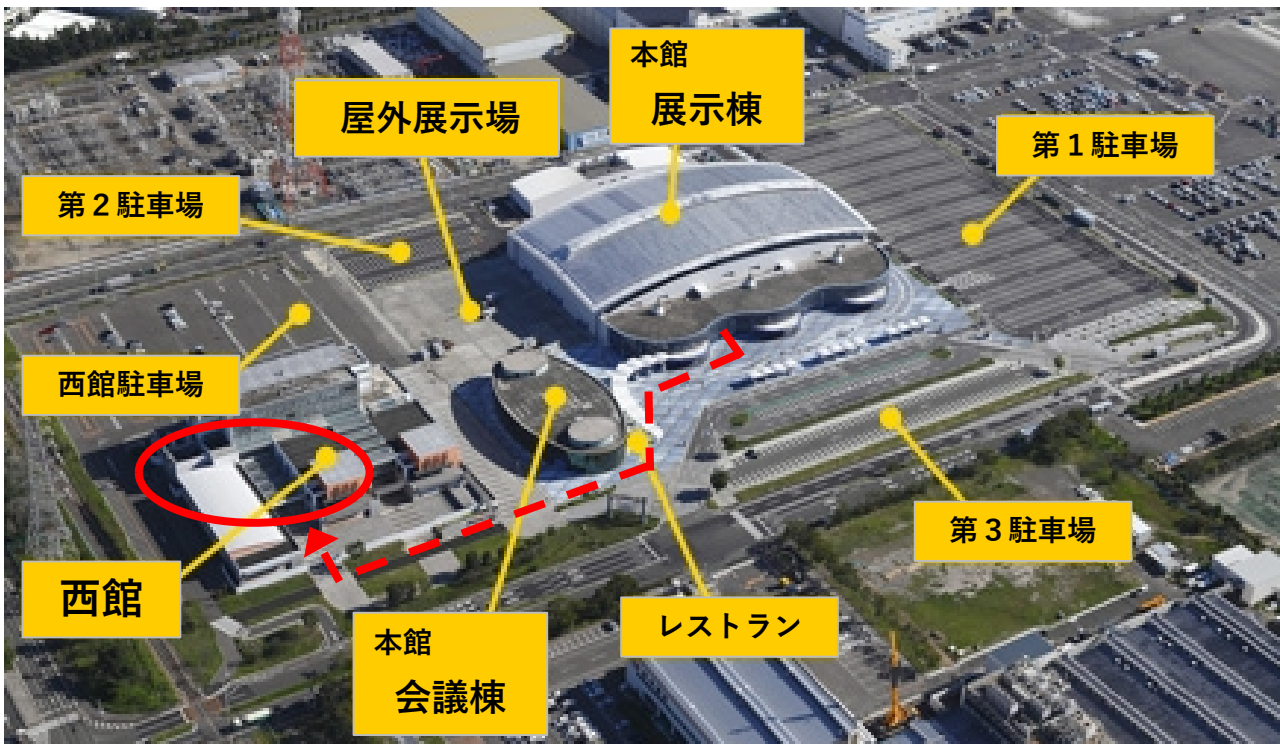 本館
展示棟
屋外展示場
第１駐車場
第２駐車場
西館駐車場
第３駐車場
西館
レストラン
本館
会議棟